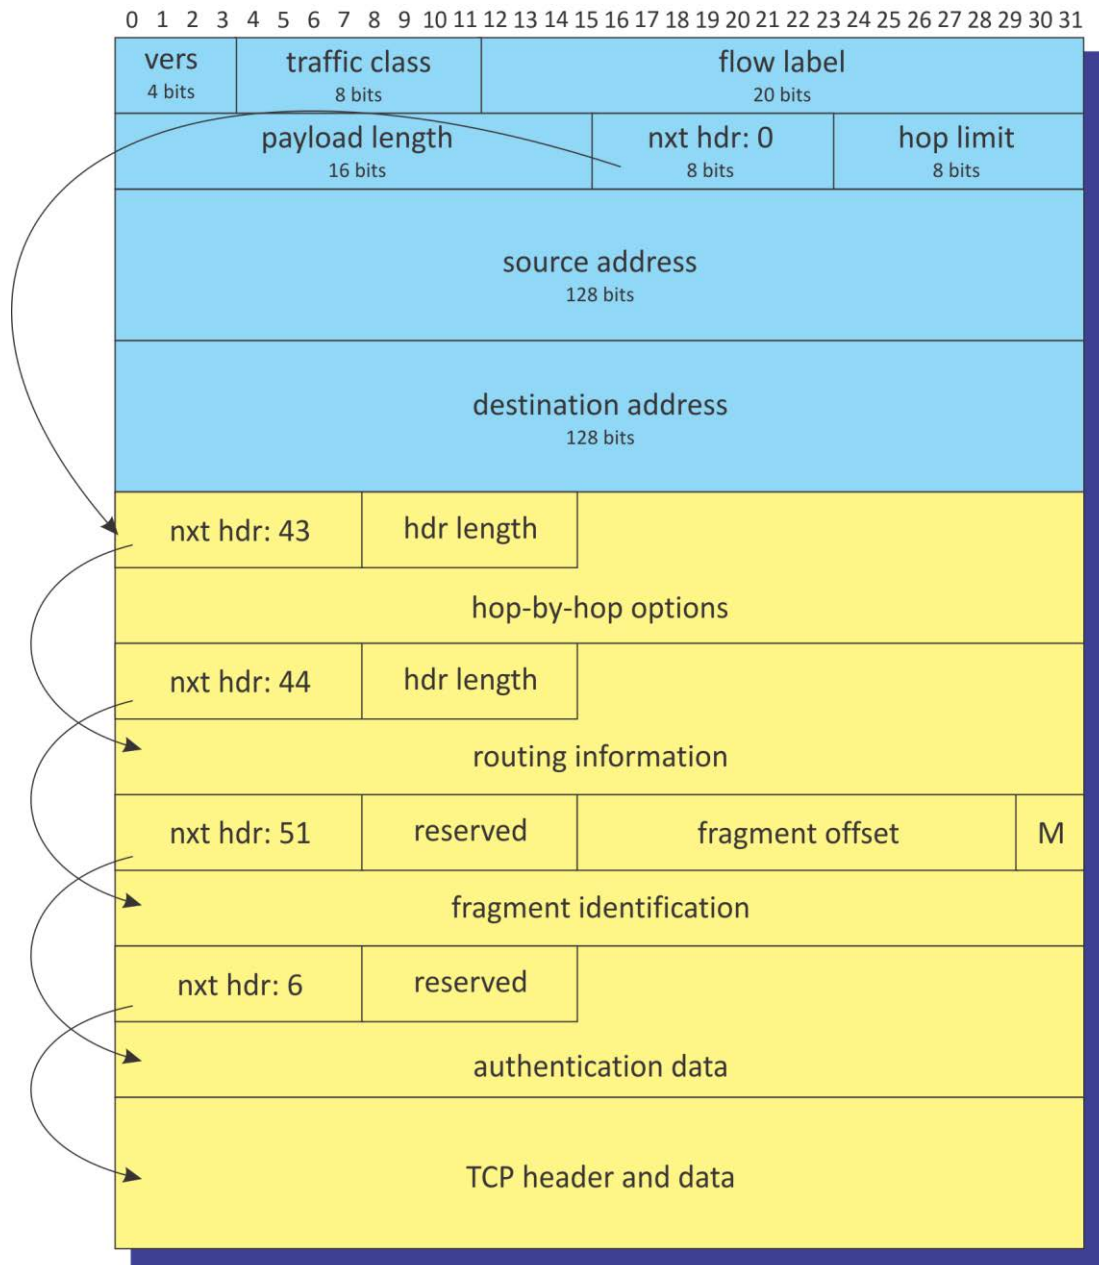 0 1 2 3 4 5 6 7 8 9 10 11 12 13 14 15 16 17 18 19 20 21 22 23 24 25 26 27 28 29 30 31
vers traffic class flow label
4 bits 8 bits 20 bits
payload length nxt hdr: 0 hop limit
16 bits 8 bits 8 bits
source address
128 bits
destination address
128 bits
nxt hdr: 43 hdr length
hop-by-hop options
nxt hdr: 44 hdr length
routing information
nxt hdr: 51 reserved fragment offset M
fragment identification
nxt hdr: 6 reserved
authentication data
TCP header and data